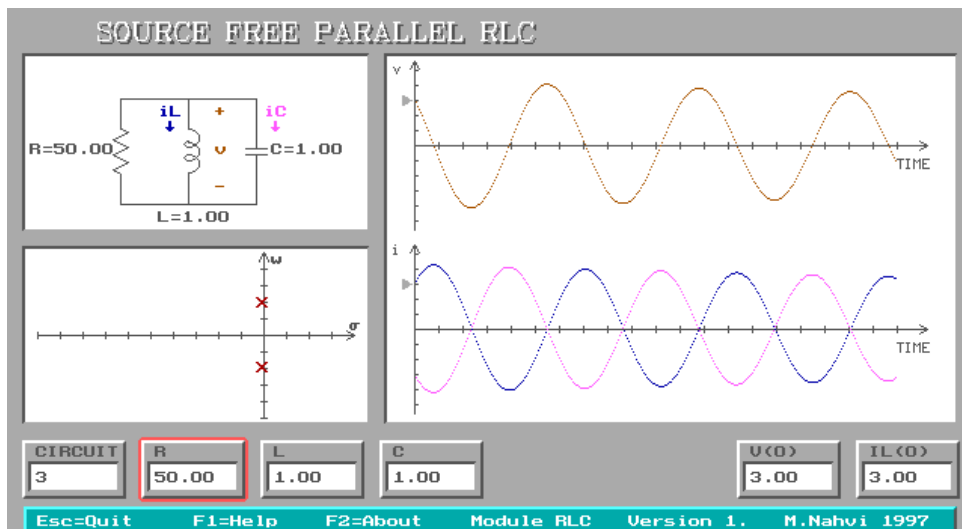 SOURCE FREE PARALLEL RLC
iL + iC
R=50.00 v C=1.00
-
L=1.00
v
TIME
w
q
i
TIME
CIRCUIT R L C V(0) IL(0)
3 50.00 1.00 1.00 3.00 3.00
Esc=Quit F1=Help F2=About Module RLC Version 1. M.Nahvi 1997